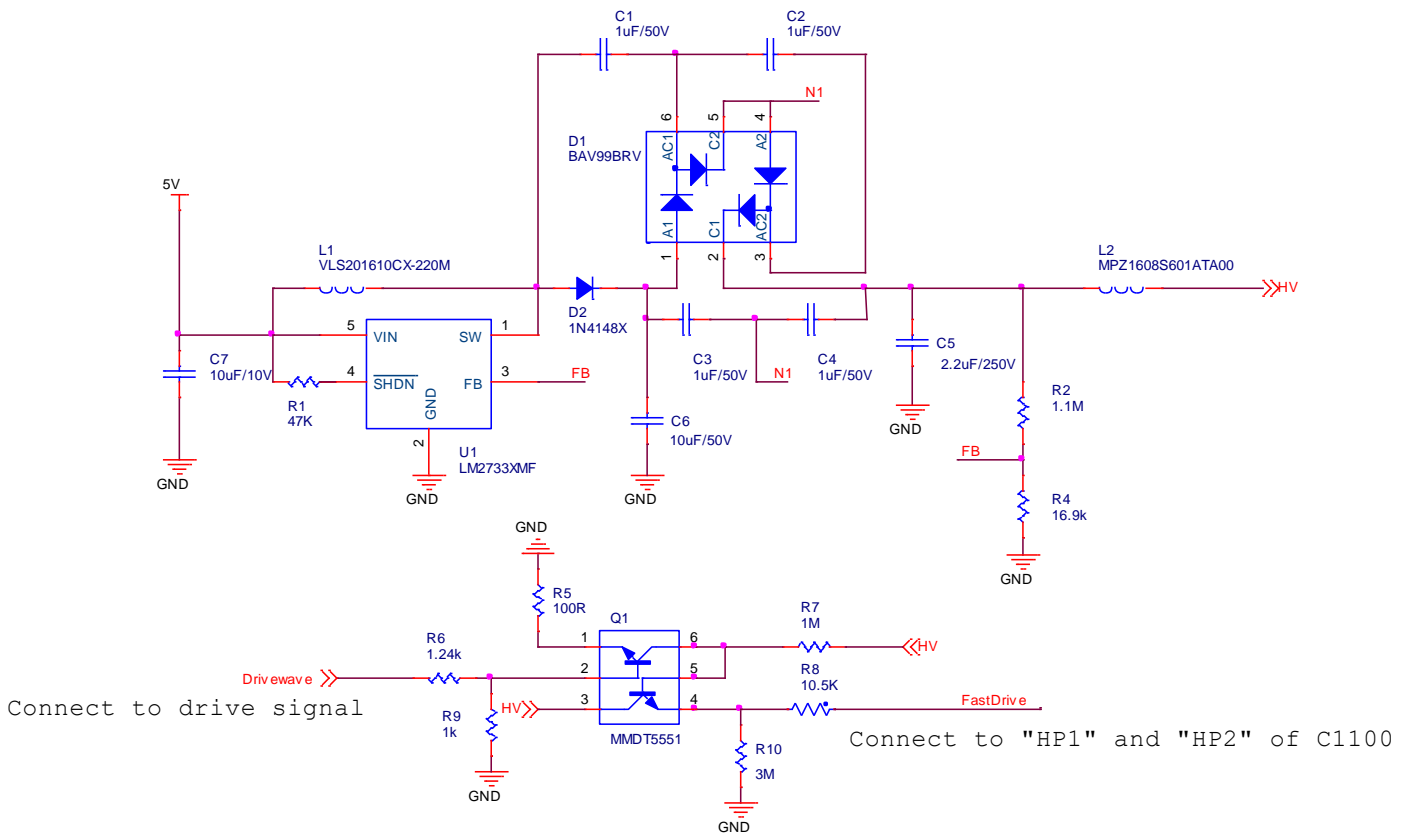 C1
1uF/50V
C2
1uF/50V
N1
6
5
4
D1
BAV99BRV
AC1
C2
A2
A1
C1
AC2
1
2
3
5V
L1
VLS201610CX-220M
L2
MPZ1608S601ATA00
HV
D2
1N4148X
5
VIN
SW
1
4
SHDN
FB
3
FB
GND
2
C7
10uF/10V
R1
47K
C3
1uF/50V
C4
1uF/50V
N1
C5
2.2uF/250V
C6
10uF/50V
R2
1.1M
FB
R4
16.9k
U1
LM2733XMF
GND
GND
GND
GND
GND
GND
R5
100R
Q1
R7
1M
HV
R6
1.24k
1
2
3
6
5
4
R8
10.5K
Drivewave
HV
FastDrive
Connect to drive signal
R9
1k
MMDT5551
R10
3M
Connect to "HP1" and "HP2" of C1100
GND
GND